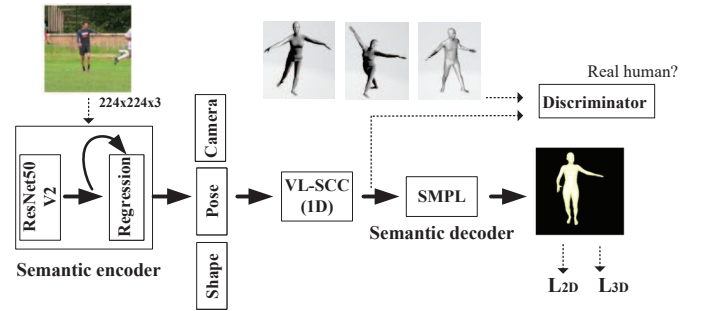 Real human?
224x224x3
Discriminator
ResNet50
V2
Regression
Camera
Pose
Shape
VL-SCC
(1D)
SMPL
Semantic encoder
Semantic decoder
L2D
L3D